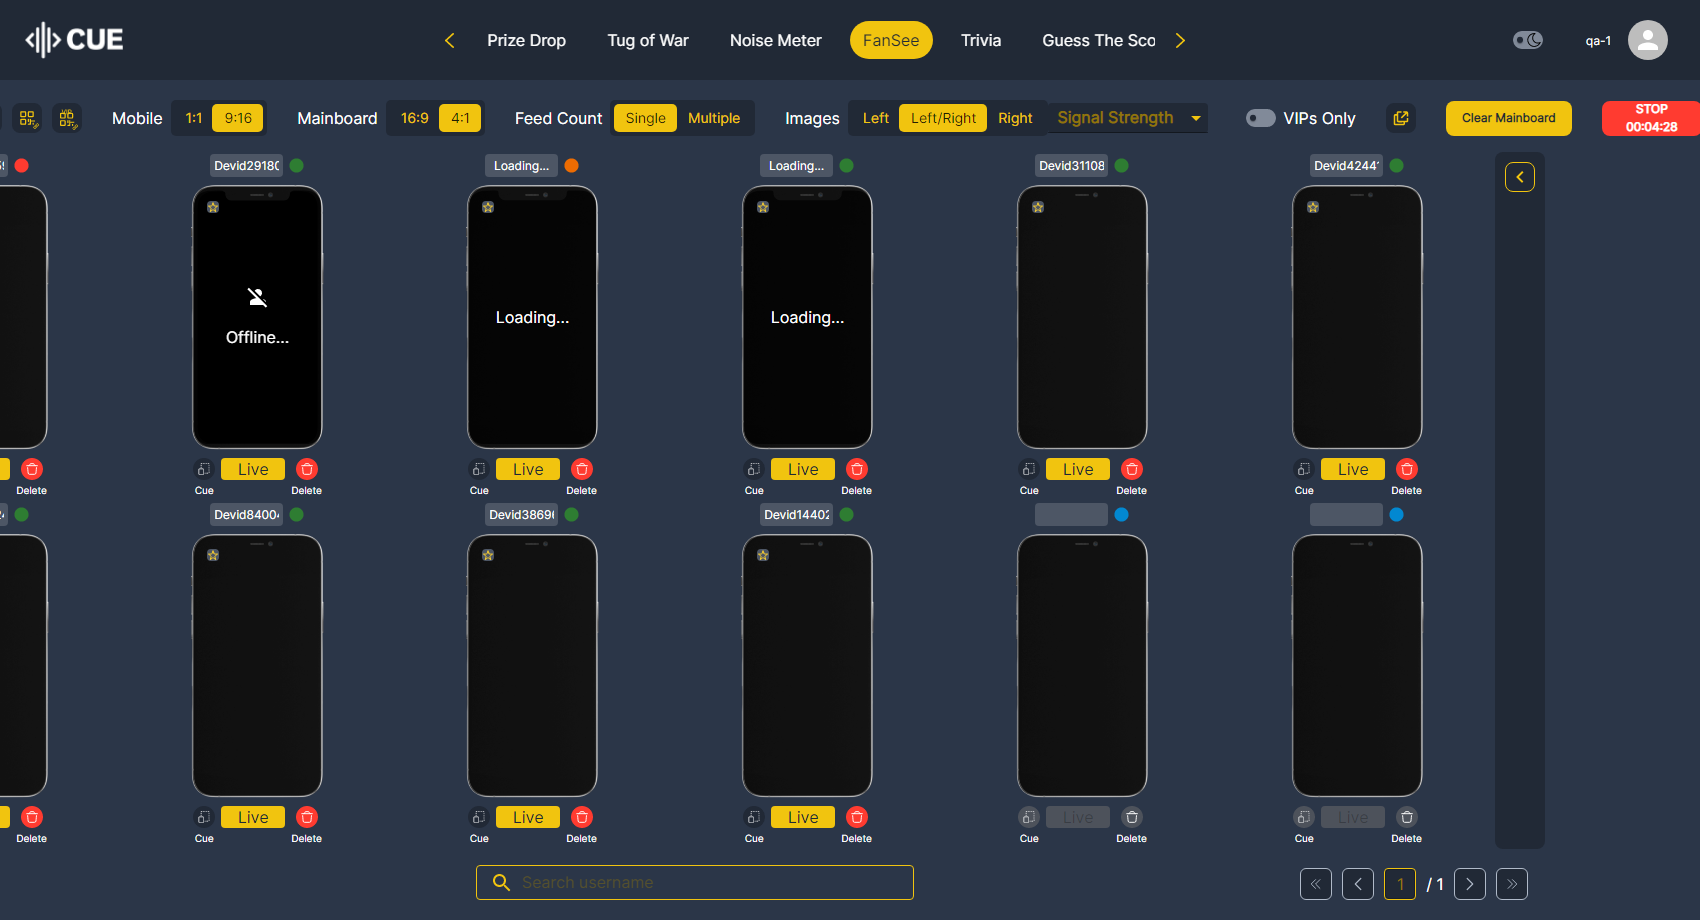 CUE
Prize Drop
Tug of War
Noise Meter
FanSee
Trivia
Guess The Sco
qa-1
Mobile 1:1 9:16
Mainboard 16:9 4:1
Feed Count Single Multiple
Images Left Left/Right Right
Signal Strength
VIPs Only
Clear Mainboard
STOP
00:04:28
Devid29180
Loading...
Loading...
Devid31108
Devid4244
Offline...
Loading...
Loading...
Live
Live
Live
Live
Live
Delete
Cue
Delete
Cue
Delete
Cue
Delete
Cue
Delete
Cue
Delete
Devid84004
Devid38696
Devid14402
Live
Live
Live
Live
Live
Delete
Cue
Delete
Cue
Delete
Cue
Delete
Cue
Delete
Cue
Delete
Search username
1 / 1